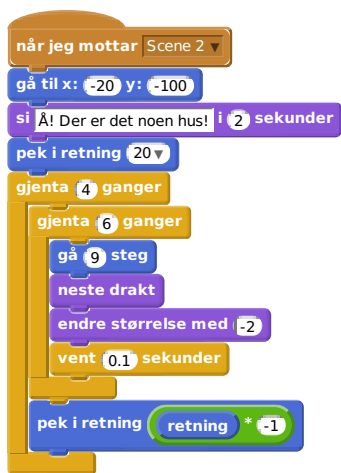 når jeg mottar Scene 2
gå til x: -20 y: -100
si Å! Der er det noen hus! i 2 sekunder
pek i retning 20
gjenta 4 ganger
gjenta 6 ganger
gå 9 steg
neste drakt
endre størrelse med -2
vent 0.1 sekunder
pek i retning retning * -1